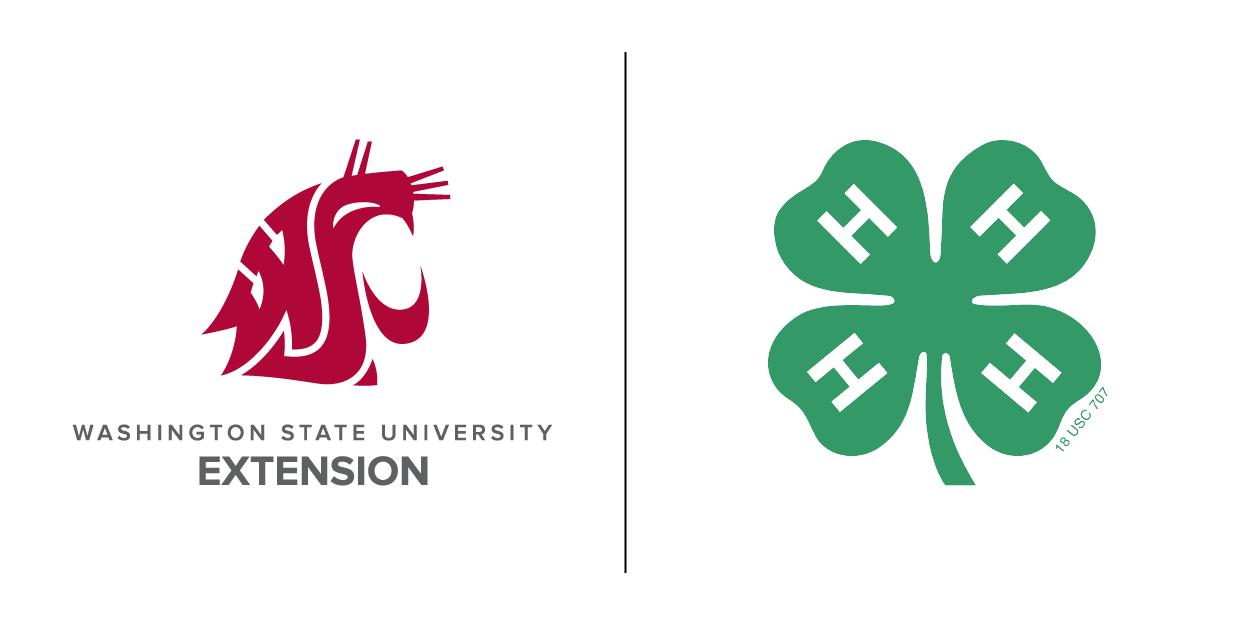 WASHINGTON STATE UNIVERSITY
EXTENSION
H H
H H
18 USC 707